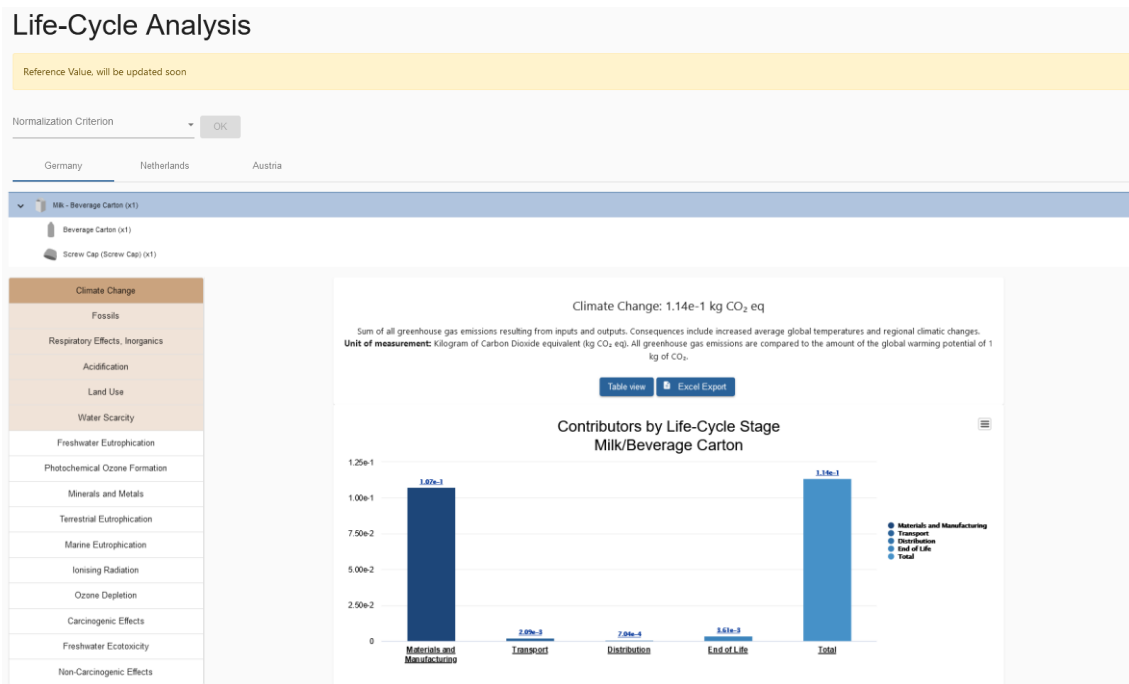 Life-Cycle Analysis
Reference Value, will be updated soon
Normalization Criterion
OK
Germany
Netherlands
Austria
Milk - Beverage Carton (x1)
Beverage Carton (x1)
Screw Cap (Screw Cap) (x1)
Climate Change
Fossils
Respiratory Effects, Inorganics
Acidification
Land Use
Water Scarcity
Freshwater Eutrophication
Photochemical Ozone Formation
Minerals and Metals
Terrestrial Eutrophication
Marine Eutrophication
Ionising Radiation
Ozone Depletion
Carcinogenic Effects
Freshwater Ecotoxicity
Non-Carcinogenic Effects
Climate Change: 1.14e-1 kg CO₂ eq
Sum of all greenhouse gas emissions resulting from inputs and outputs. Consequences include increased average global temperatures and regional climatic changes.
Unit of measurement: Kilogram of Carbon Dioxide equivalent (kg CO₂ eq). All greenhouse gas emissions are compared to the amount of the global warming potential of 1
kg of CO₂.
Table view
Excel Export
Contributors by Life-Cycle Stage
Milk/Beverage Carton
1.25e-1
1.00e-1
7.50e-2
5.00e-2
2.50e-2
0
1.07e-1
2.09e-3
7.04e-4
3.61e-3
1.14e-1
Materials and
Manufacturing
Transport
Distribution
End of Life
Total
Materials and Manufacturing
Transport
Distribution
End of Life
Total